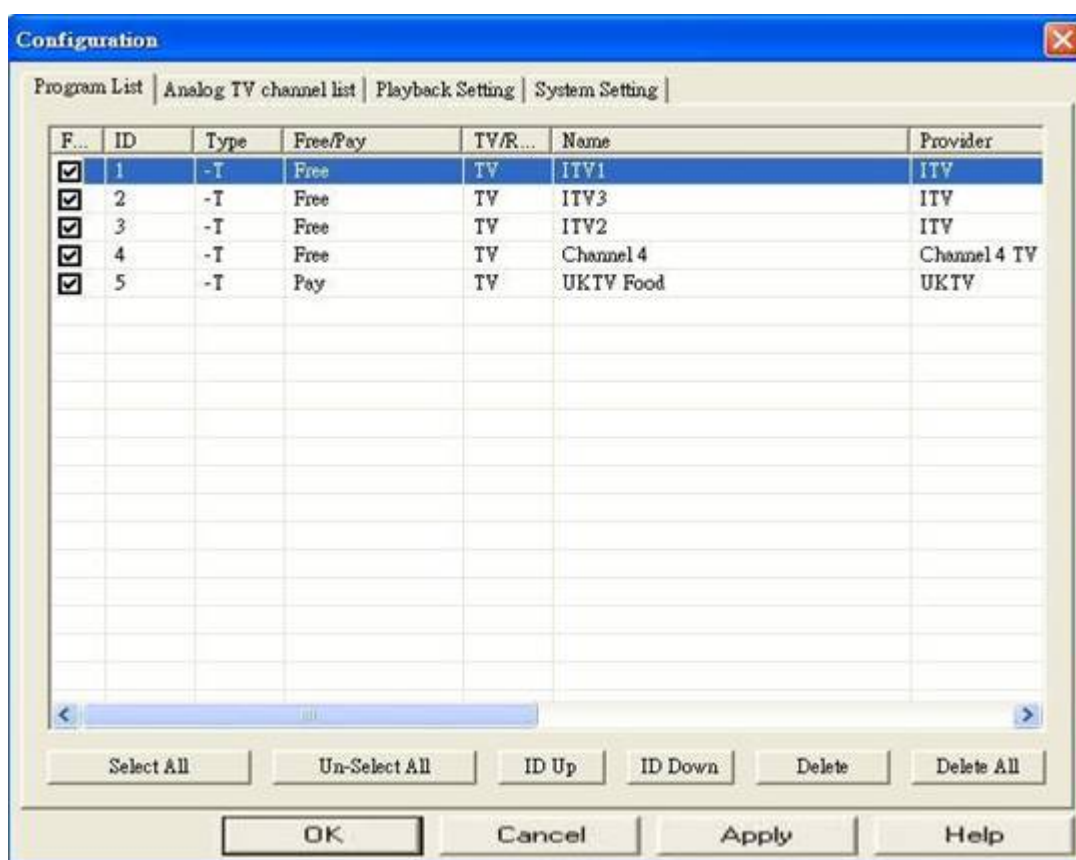 Configuration
Program List Analog TV channel list Playback Setting System Setting
F... ID Type Free/Pay TV/R... Name Provider
1 -T Free TV ITV1 ITV
2 -T Free TV ITV3 ITV
3 -T Free TV ITV2 ITV
4 -T Free TV Channel 4 Channel 4 TV
5 -T Pay TV UKTV Food UKTV
Select All Un-Select All ID Up ID Down Delete Delete All
OK Cancel Apply Help